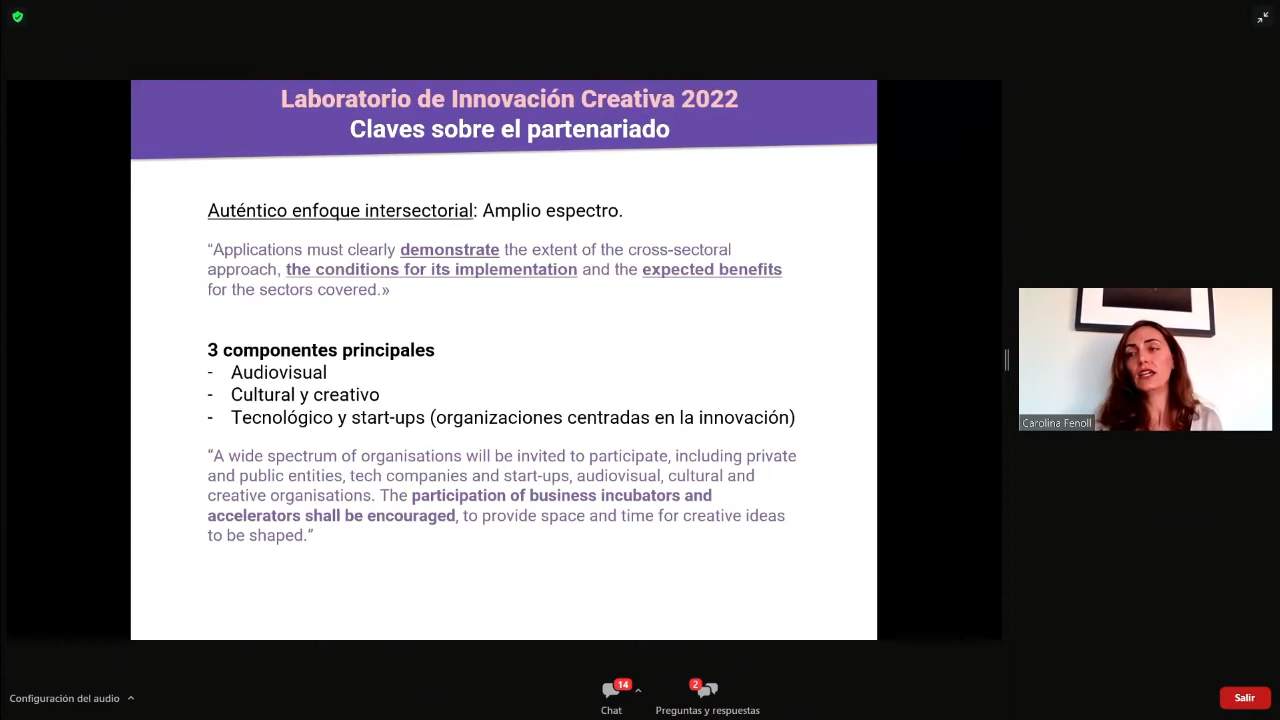 Laboratorio de Innovación Creativa 2022
Claves sobre el partenariado
Auténtico enfoque intersectorial: Amplio espectro.
“Applications must clearly demonstrate the extent of the cross-sectoral
approach, the conditions for its implementation and the expected benefits
for the sectors covered.»
3 componentes principales
- Audiovisual
- Cultural y creativo
- Tecnológico y start-ups (organizaciones centradas en la innovación)
“A wide spectrum of organisations will be invited to participate, including private
and public entities, tech companies and start-ups, audiovisual, cultural and
creative organisations. The participation of business incubators and
accelerators shall be encouraged, to provide space and time for creative ideas
to be shaped.”
Carolina Fenoll
Configuración del audio
14
Chat
2
Preguntas y respuestas
Salir